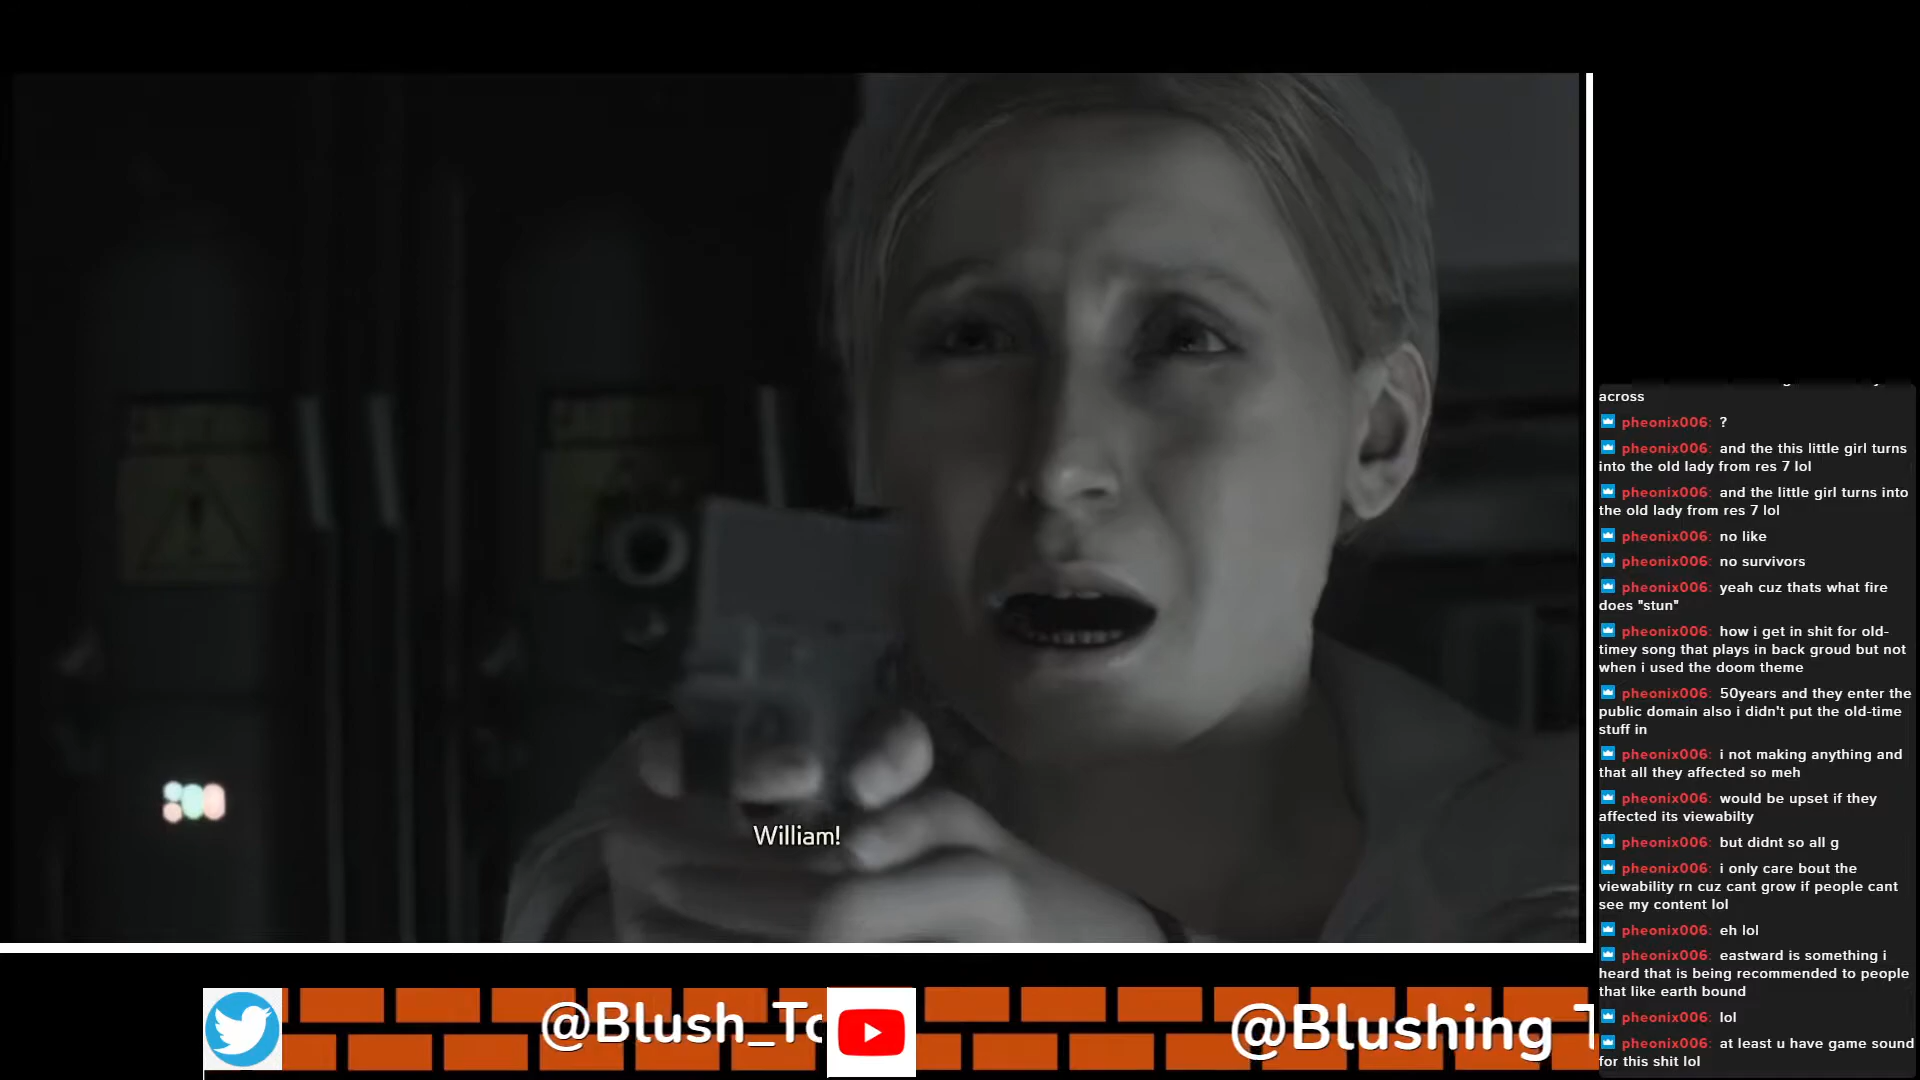 William!
@Blush_To
@Blushing T
across
pheonix006: ?
pheonix006: and the this little girl turns
into the old lady from res 7 lol
pheonix006: and the little girl turns into
the old lady from res 7 lol
pheonix006: no like
pheonix006: no survivors
pheonix006: yeah cuz thats what fire
does "stun"
pheonix006: how i get in shit for old-
timey song that plays in back groud but not
when i used the doom theme
pheonix006: 50years and they enter the
public domain also i didn't put the old-time
stuff in
pheonix006: i not making anything and
that all they affected so meh
pheonix006: would be upset if they
affected its viewabilty
pheonix006: but didnt so all g
pheonix006: i only care bout the
viewability rn cuz cant grow if people cant
see my content lol
pheonix006: eh lol
pheonix006: eastward is something i
heard that is being recommended to people
that like earth bound
pheonix006: lol
pheonix006: at least u have game sound
for this shit lol